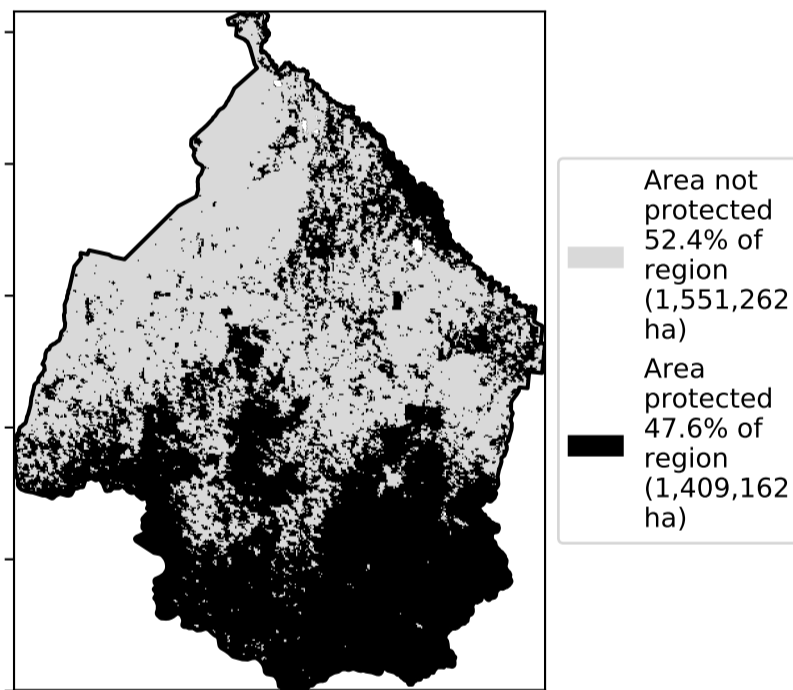 Area not
protected
52.4% of
region
(1,551,262
ha)
Area
protected
47.6% of
region
(1,409,162
ha)